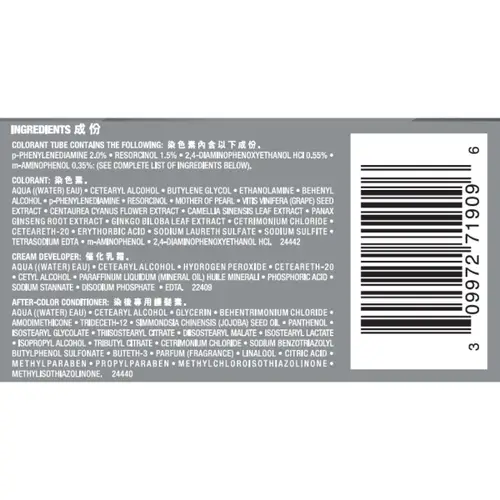 INGREDIENTS 成份
COLORANT TUBE CONTAINS THE FOLLOWING: 染色素內含以下成份.
p-PHENYLENEDIAMINE 2.0% • RESORCINOL 1.5% • 2,4-DIAMINOPHENOXYETHANOL HCl 0.55% •
m-AMINOPHENOL 0.35%: (SEE COMPLETE LIST OF INGREDIENTS BELOW).
COLORANT: 染色素.
AQUA ((WATER) EAU) • CETEARYL ALCOHOL • BUTYLENE GLYCOL • ETHANOLAMINE • BEHENYL
ALCOHOL • p-PHENYLENEDIAMINE • RESORCINOL • MOTHER OF PEARL • VITIS VINIFERA (GRAPE) SEED
EXTRACT • CENTAUREA CYANUS FLOWER EXTRACT • CAMELLIA SINENSIS LEAF EXTRACT • PANAX
GINSENG ROOT EXTRACT • GINKGO BILOBA LEAF EXTRACT • CETRIMONIUM CHLORIDE •
CETEARETH-20 • ERYTHORBIC ACID • SODIUM LAURETH SULFATE • SODIUM SULFITE •
TETRASODIUM EDTA • m-AMINOPHENOL • 2,4-DIAMINOPHENOXYETHANOL HCl. 24442
CREAM DEVELOPER: 催化乳霜.
AQUA ((WATER) EAU) • CETEARYL ALCOHOL • HYDROGEN PEROXIDE • CETEARETH-20
• CETYL ALCOHOL • PARAFFINUM LIQUIDUM (MINERAL OIL) HUILE MINERALI • PHOSPHORIC ACID •
SODIUM STANNATE • DISODIUM PHOSPHATE • EDTA. 22409
AFTER-COLOR CONDITIONER: 染後專用護髮素.
AQUA ((WATER) EAU) • CETEARYL ALCOHOL • GLYCERIN • BEHENTRIMONIUM CHLORIDE •
AMODIMETHICONE • TRIDECETH-12 • SIMMONDSIA CHINENSIS (JOJOBA) SEED OIL • PANTHENOL •
ISOSTEARYL GLYCOLATE • TRIISOSTEARYL CITRATE • DIISOSTEARYL MALATE • ISOSTEARYL LACTATE
• ISOPROPYL ALCOHOL • TRIBUTYL CITRATE • CETRIMONIUM CHLORIDE • SODIUM BENZOTRIAZOLYL
BUTYLPHENOL SULFONATE • BUTETH-3 • PARFUM (FRAGRANCE) • LINALOOL • CITRIC ACID •
METHYLPARABEN • PROPYLPARABEN • METHYLCHLOROISOTHIAZOLINONE •
METHYLISOTHIAZOLINONE. 24440
3 09972 71909 6